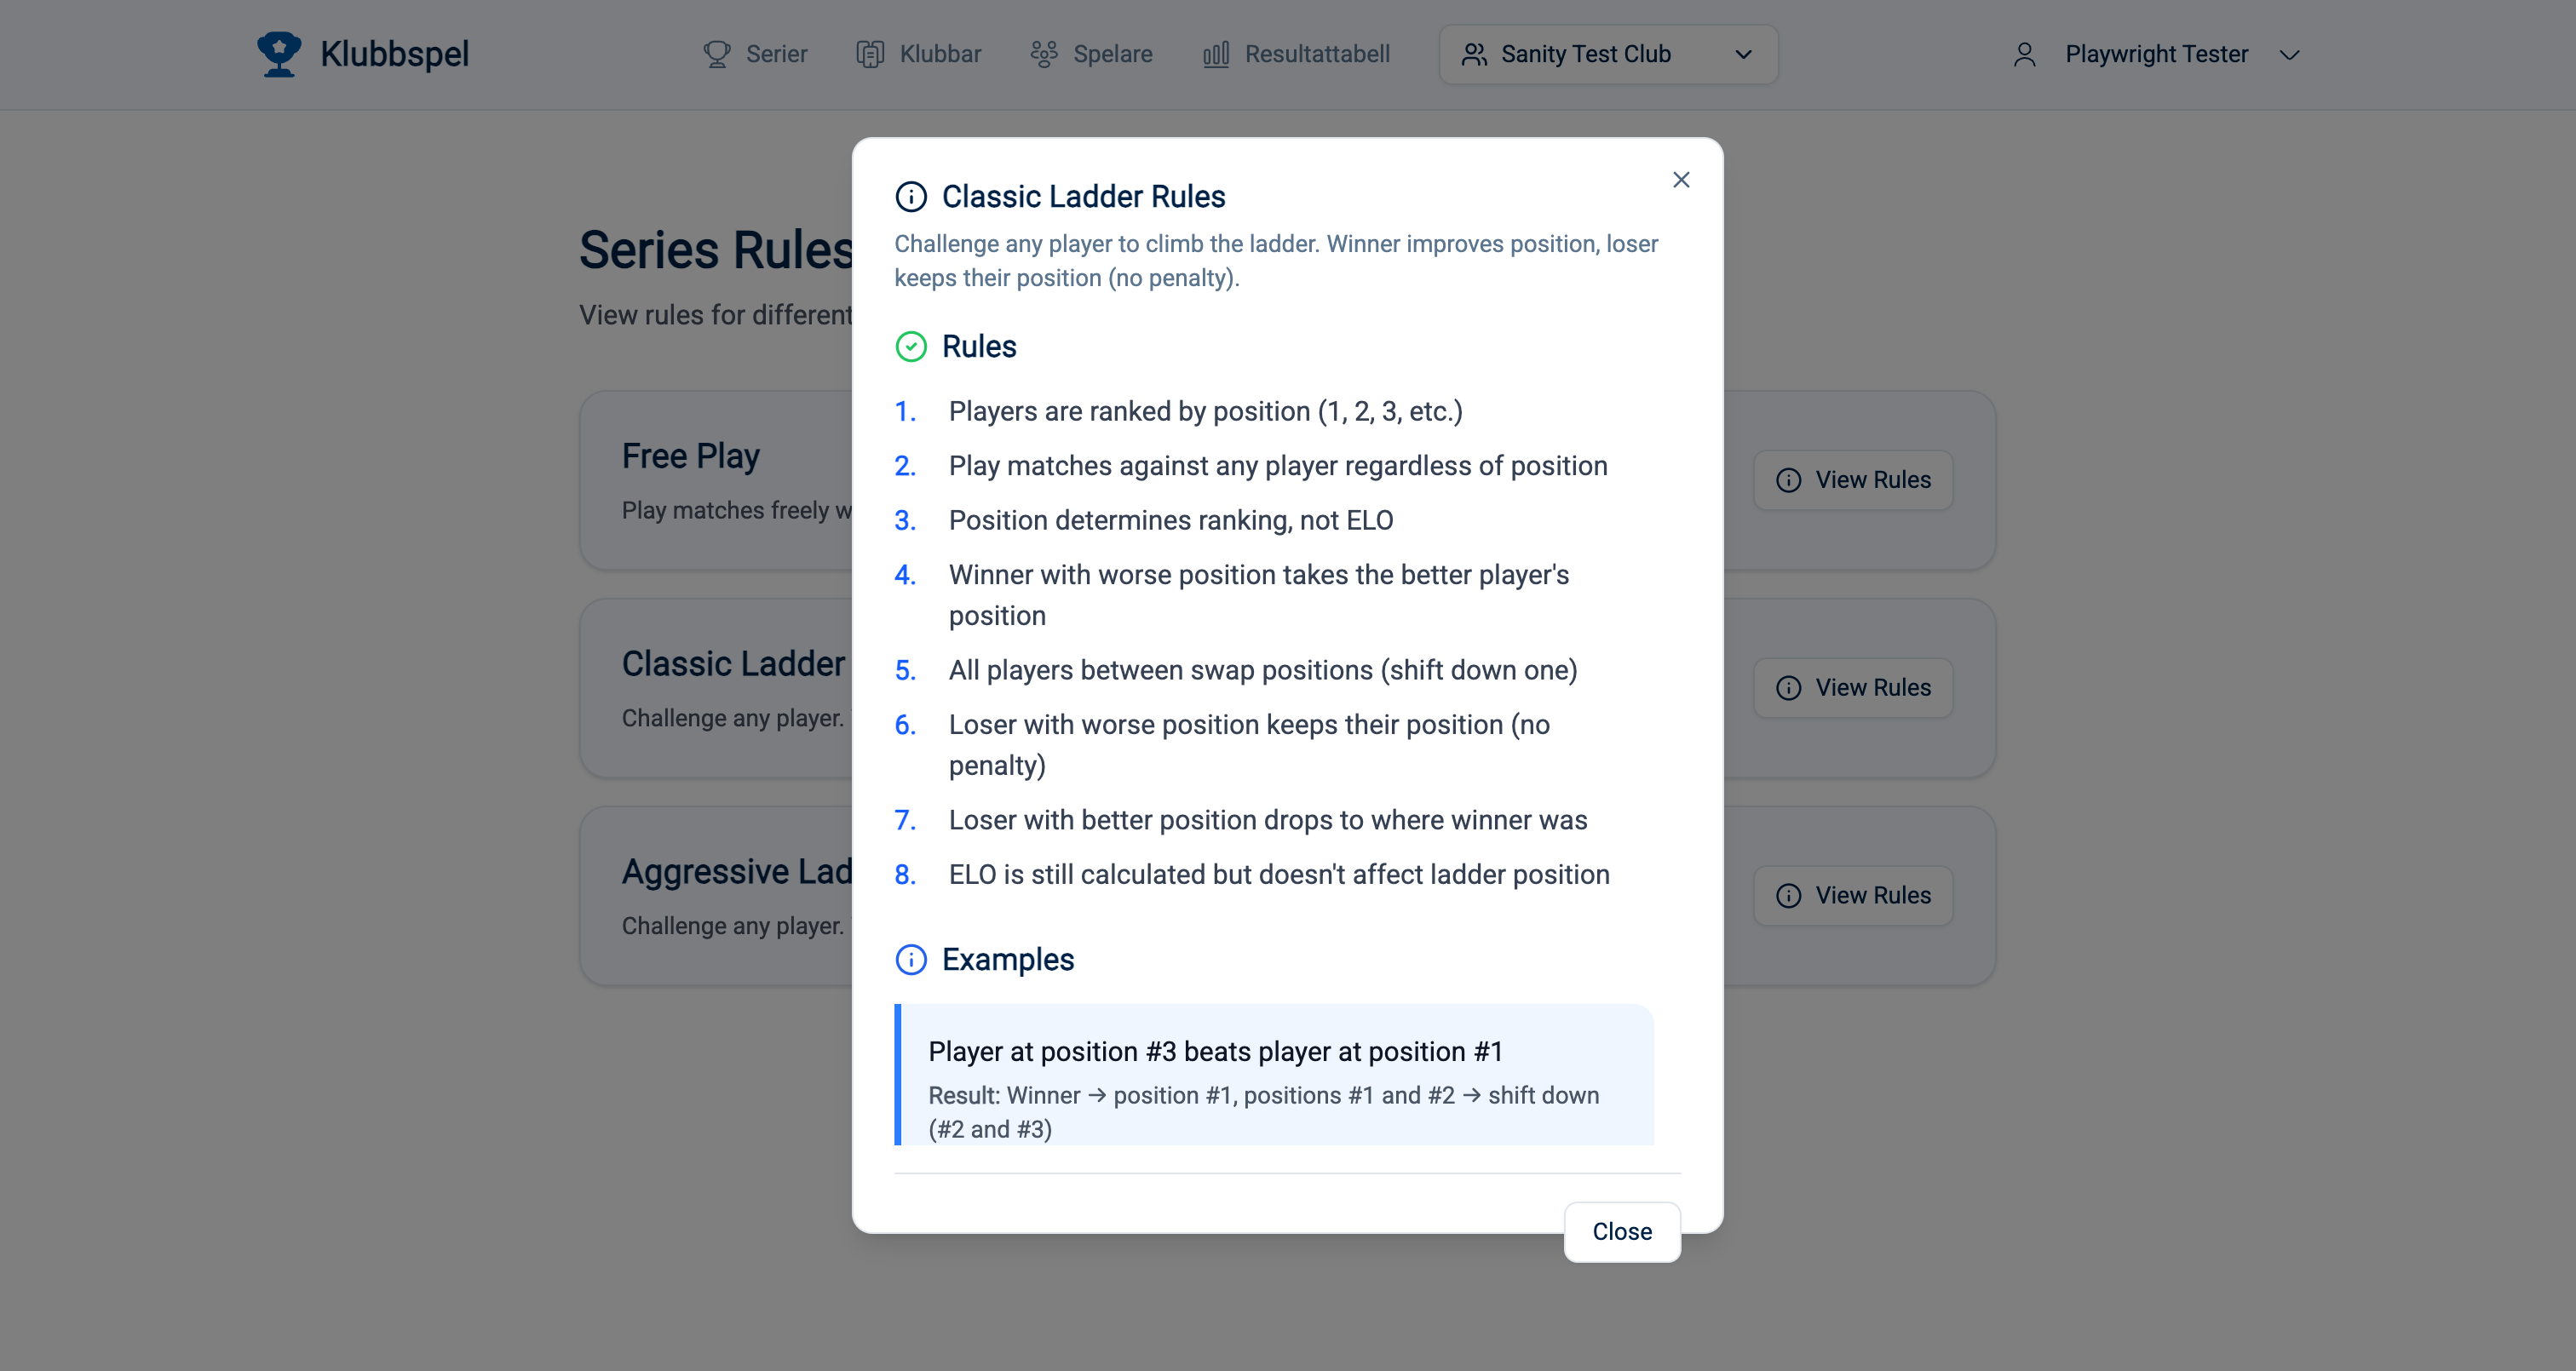 Klubbspel
Serier
Klubbar
Spelare
Resultattabell
Sanity Test Club
Playwright Tester
Series Rules
View rules for different
Free Play
Play matches freely w
View Rules
Classic Ladder
Challenge any player.
View Rules
Aggressive Lad
Challenge any player.
View Rules
Classic Ladder Rules
Challenge any player to climb the ladder. Winner improves position, loser
keeps their position (no penalty).
Rules
1. Players are ranked by position (1, 2, 3, etc.)
2. Play matches against any player regardless of position
3. Position determines ranking, not ELO
4. Winner with worse position takes the better player's
position
5. All players between swap positions (shift down one)
6. Loser with worse position keeps their position (no
penalty)
7. Loser with better position drops to where winner was
8. ELO is still calculated but doesn't affect ladder position
Examples
Player at position #3 beats player at position #1
Result: Winner → position #1, positions #1 and #2 → shift down
(#2 and #3)
Close